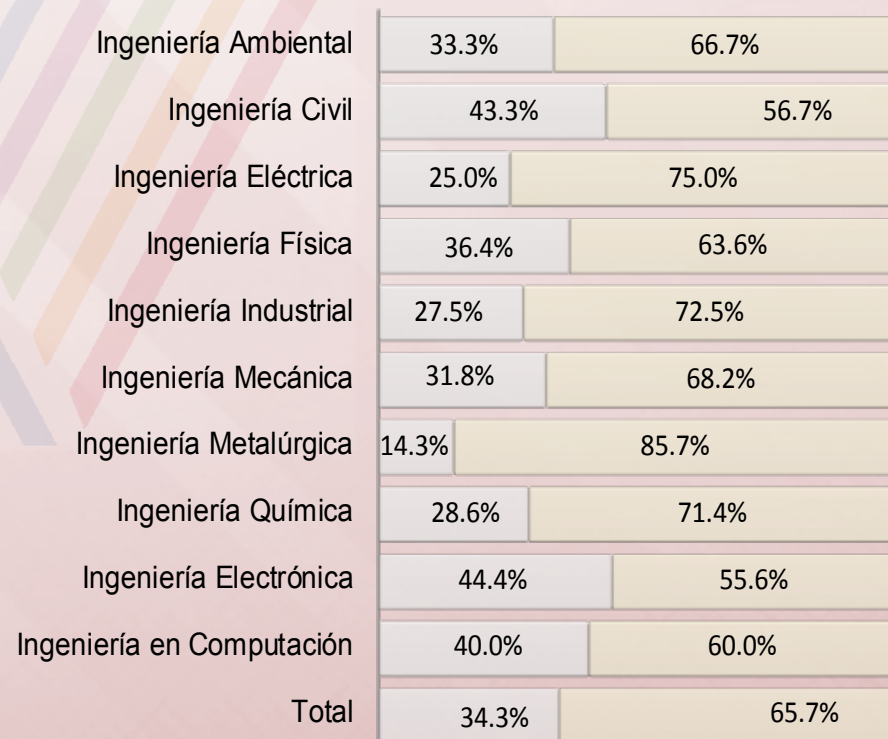 Ingeniería Ambiental 33.3% 66.7%
Ingeniería Civil 43.3% 56.7%
Ingeniería Eléctrica 25.0% 75.0%
Ingeniería Física 36.4% 63.6%
Ingeniería Industrial 27.5% 72.5%
Ingeniería Mecánica 31.8% 68.2%
Ingeniería Metalúrgica 14.3% 85.7%
Ingeniería Química 28.6% 71.4%
Ingeniería Electrónica 44.4% 55.6%
Ingeniería en Computación 40.0% 60.0%
Total 34.3% 65.7%